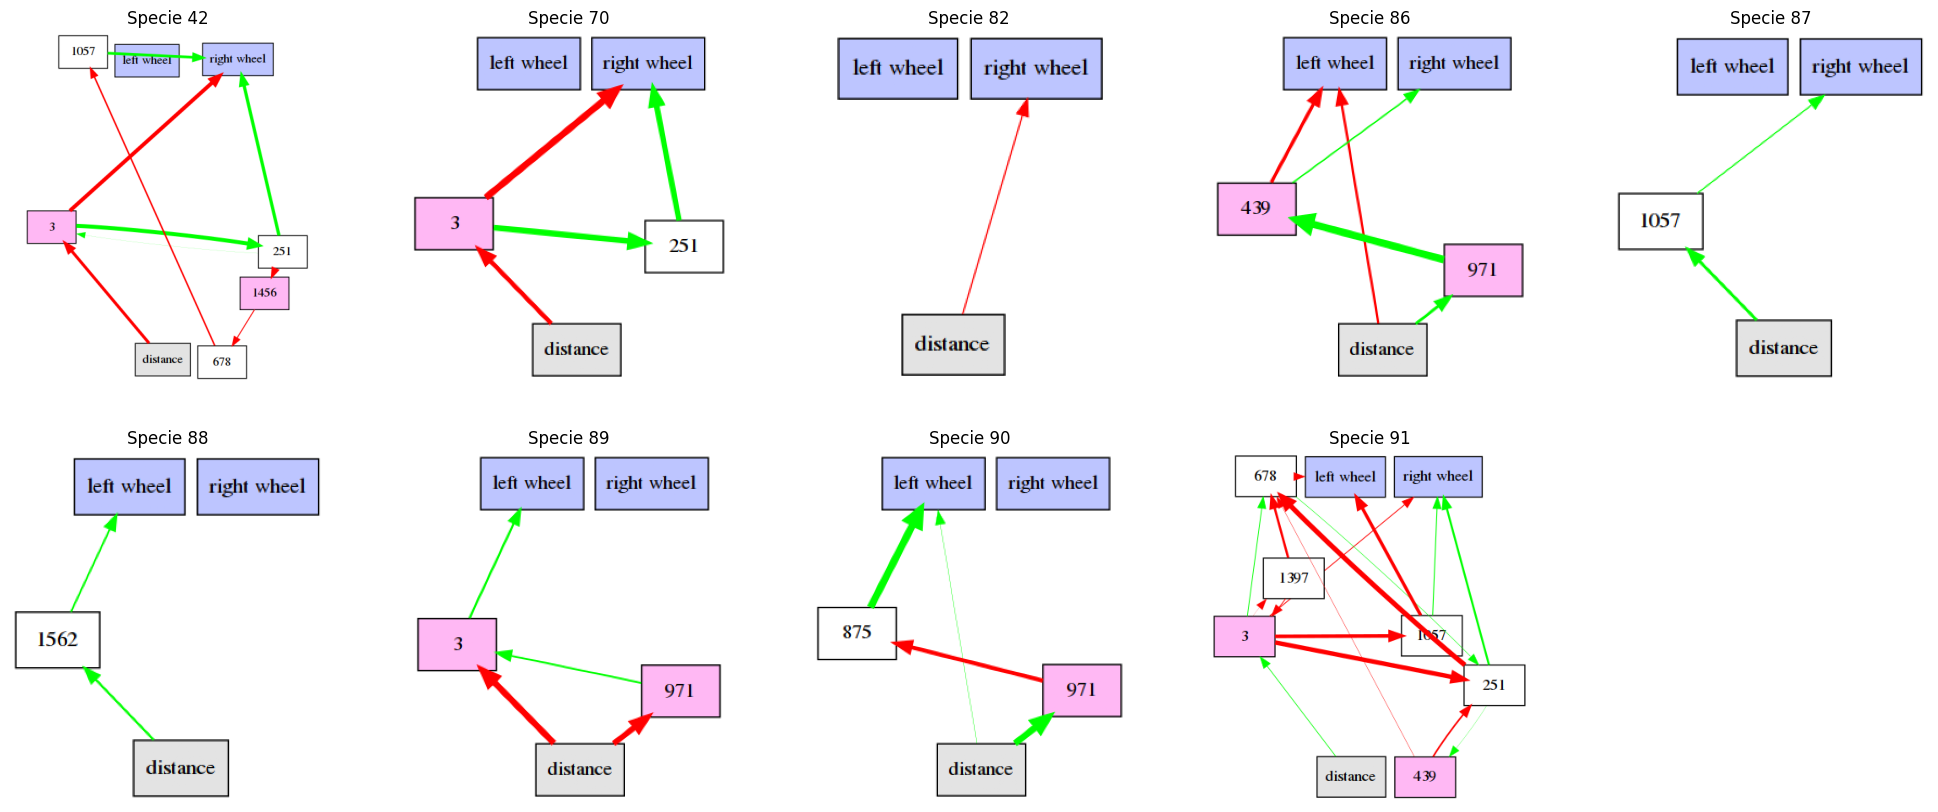 Specie 42
1057
left wheel
right wheel
3
251
1456
distance
678
Specie 70
left wheel
right wheel
3
251
distance
Specie 82
left wheel
right wheel
distance
Specie 86
left wheel
right wheel
439
971
distance
Specie 87
left wheel
right wheel
1057
distance
Specie 88
left wheel
right wheel
1562
distance
Specie 89
left wheel
right wheel
3
971
distance
Specie 90
left wheel
right wheel
875
971
distance
Specie 91
678
left wheel
right wheel
1397
3
1057
251
distance
439